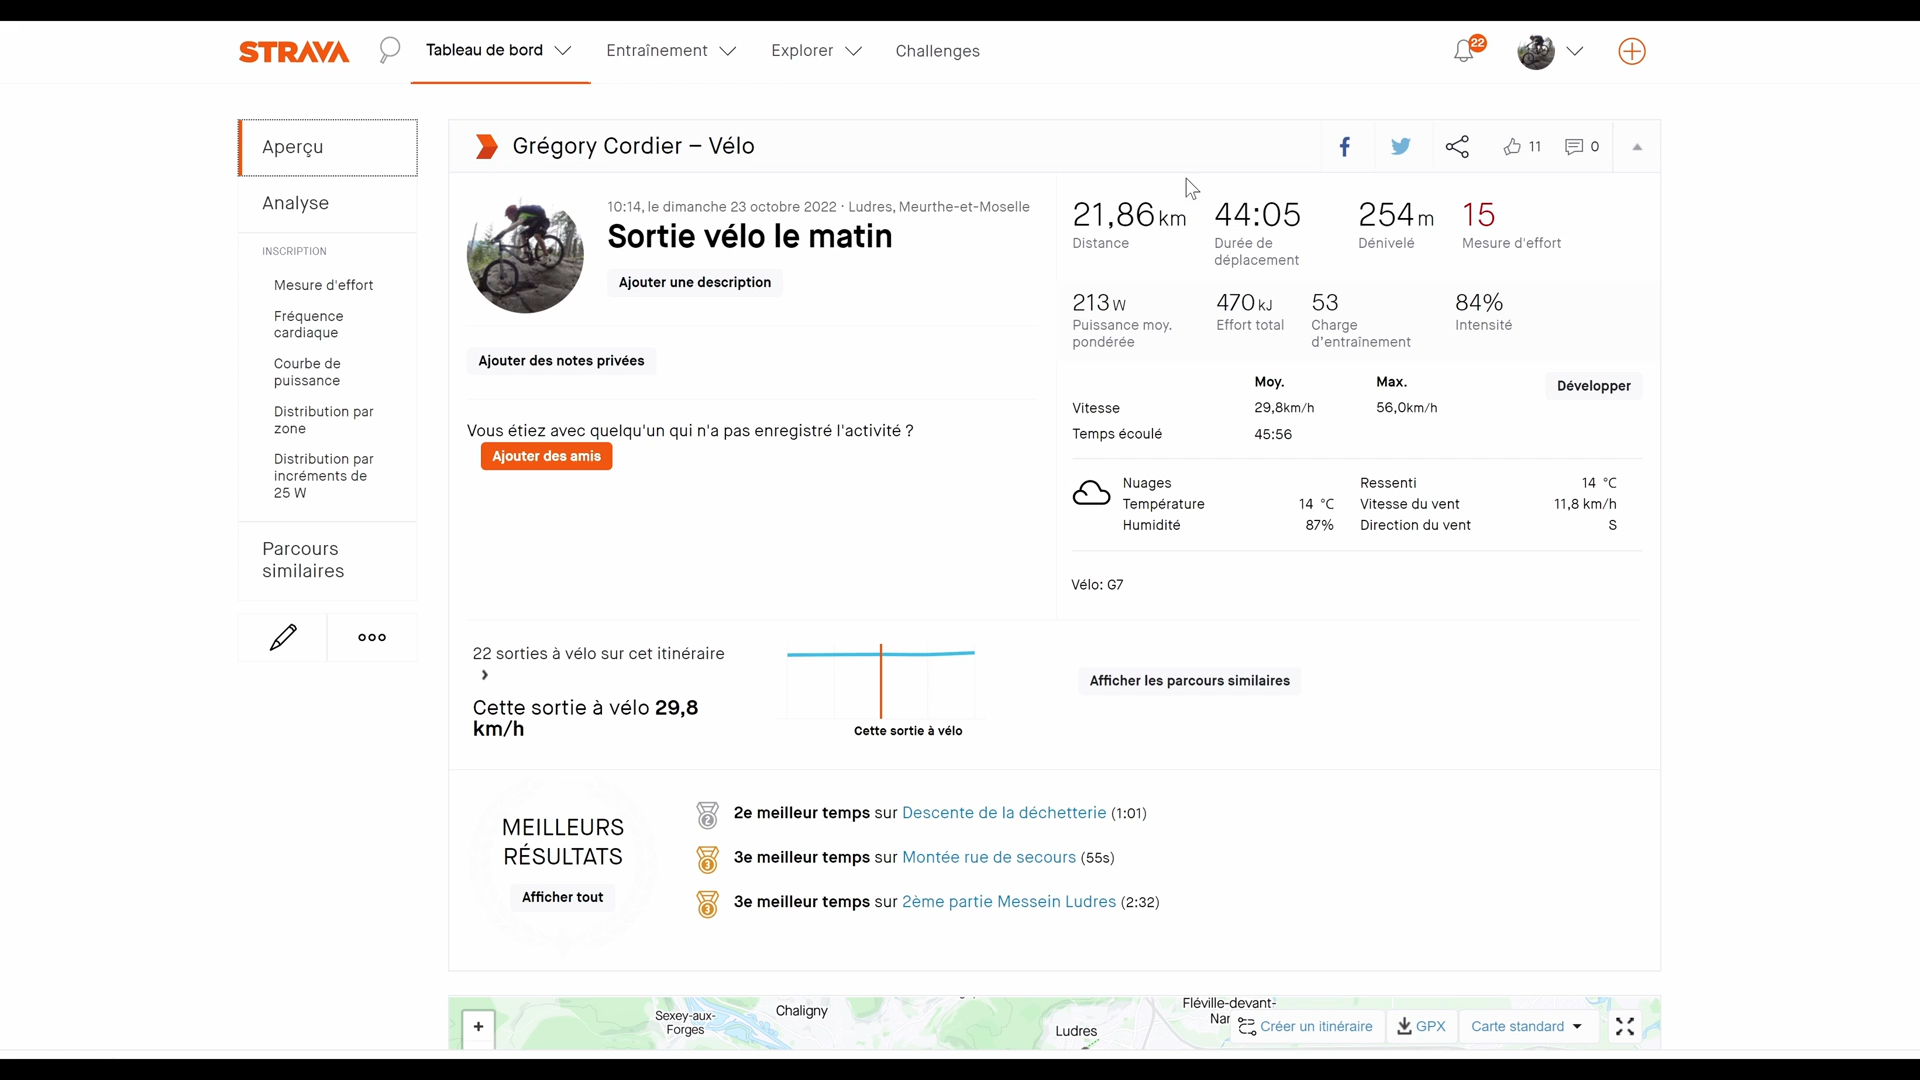 STRAVA
Tableau de bord
Entraînement
Explorer
Challenges
22
Aperçu
Analyse
INSCRIPTION
Mesure d'effort
Fréquence
cardiaque
Courbe de
puissance
Distribution par
zone
Distribution par
incréments de
25 W
Parcours
similaires
Grégory Cordier – Vélo
11
0
10:14, le dimanche 23 octobre 2022 · Ludres, Meurthe-et-Moselle
Sortie vélo le matin
Ajouter une description
Ajouter des notes privées
Vous étiez avec quelqu'un qui n'a pas enregistré l'activité ?
Ajouter des amis
21,86 km
Distance
44:05
Durée de
déplacement
254 m
Dénivelé
15
Mesure d'effort
213 W
Puissance moy.
pondérée
470 kJ
Effort total
53
Charge
d'entraînement
84%
Intensité
Moy. Max.
Développer
Vitesse 29,8km/h 56,0km/h
Temps écoulé 45:56
Nuages
Température 14 °C
Humidité 87%
Ressenti 14 °C
Vitesse du vent 11,8 km/h
Direction du vent S
Vélo: G7
22 sorties à vélo sur cet itinéraire
›
Cette sortie à vélo 29,8
km/h
Cette sortie à vélo
Afficher les parcours similaires
MEILLEURS
RÉSULTATS
Afficher tout
2
2e meilleur temps sur Descente de la déchetterie (1:01)
3
3e meilleur temps sur Montée rue de secours (55s)
3
3e meilleur temps sur 2ème partie Messein Ludres (2:32)
+
Sexey-aux-
Forges
Chaligny
Ludres
Fléville-devant-
Nan
Créer un itinéraire
GPX
Carte standard